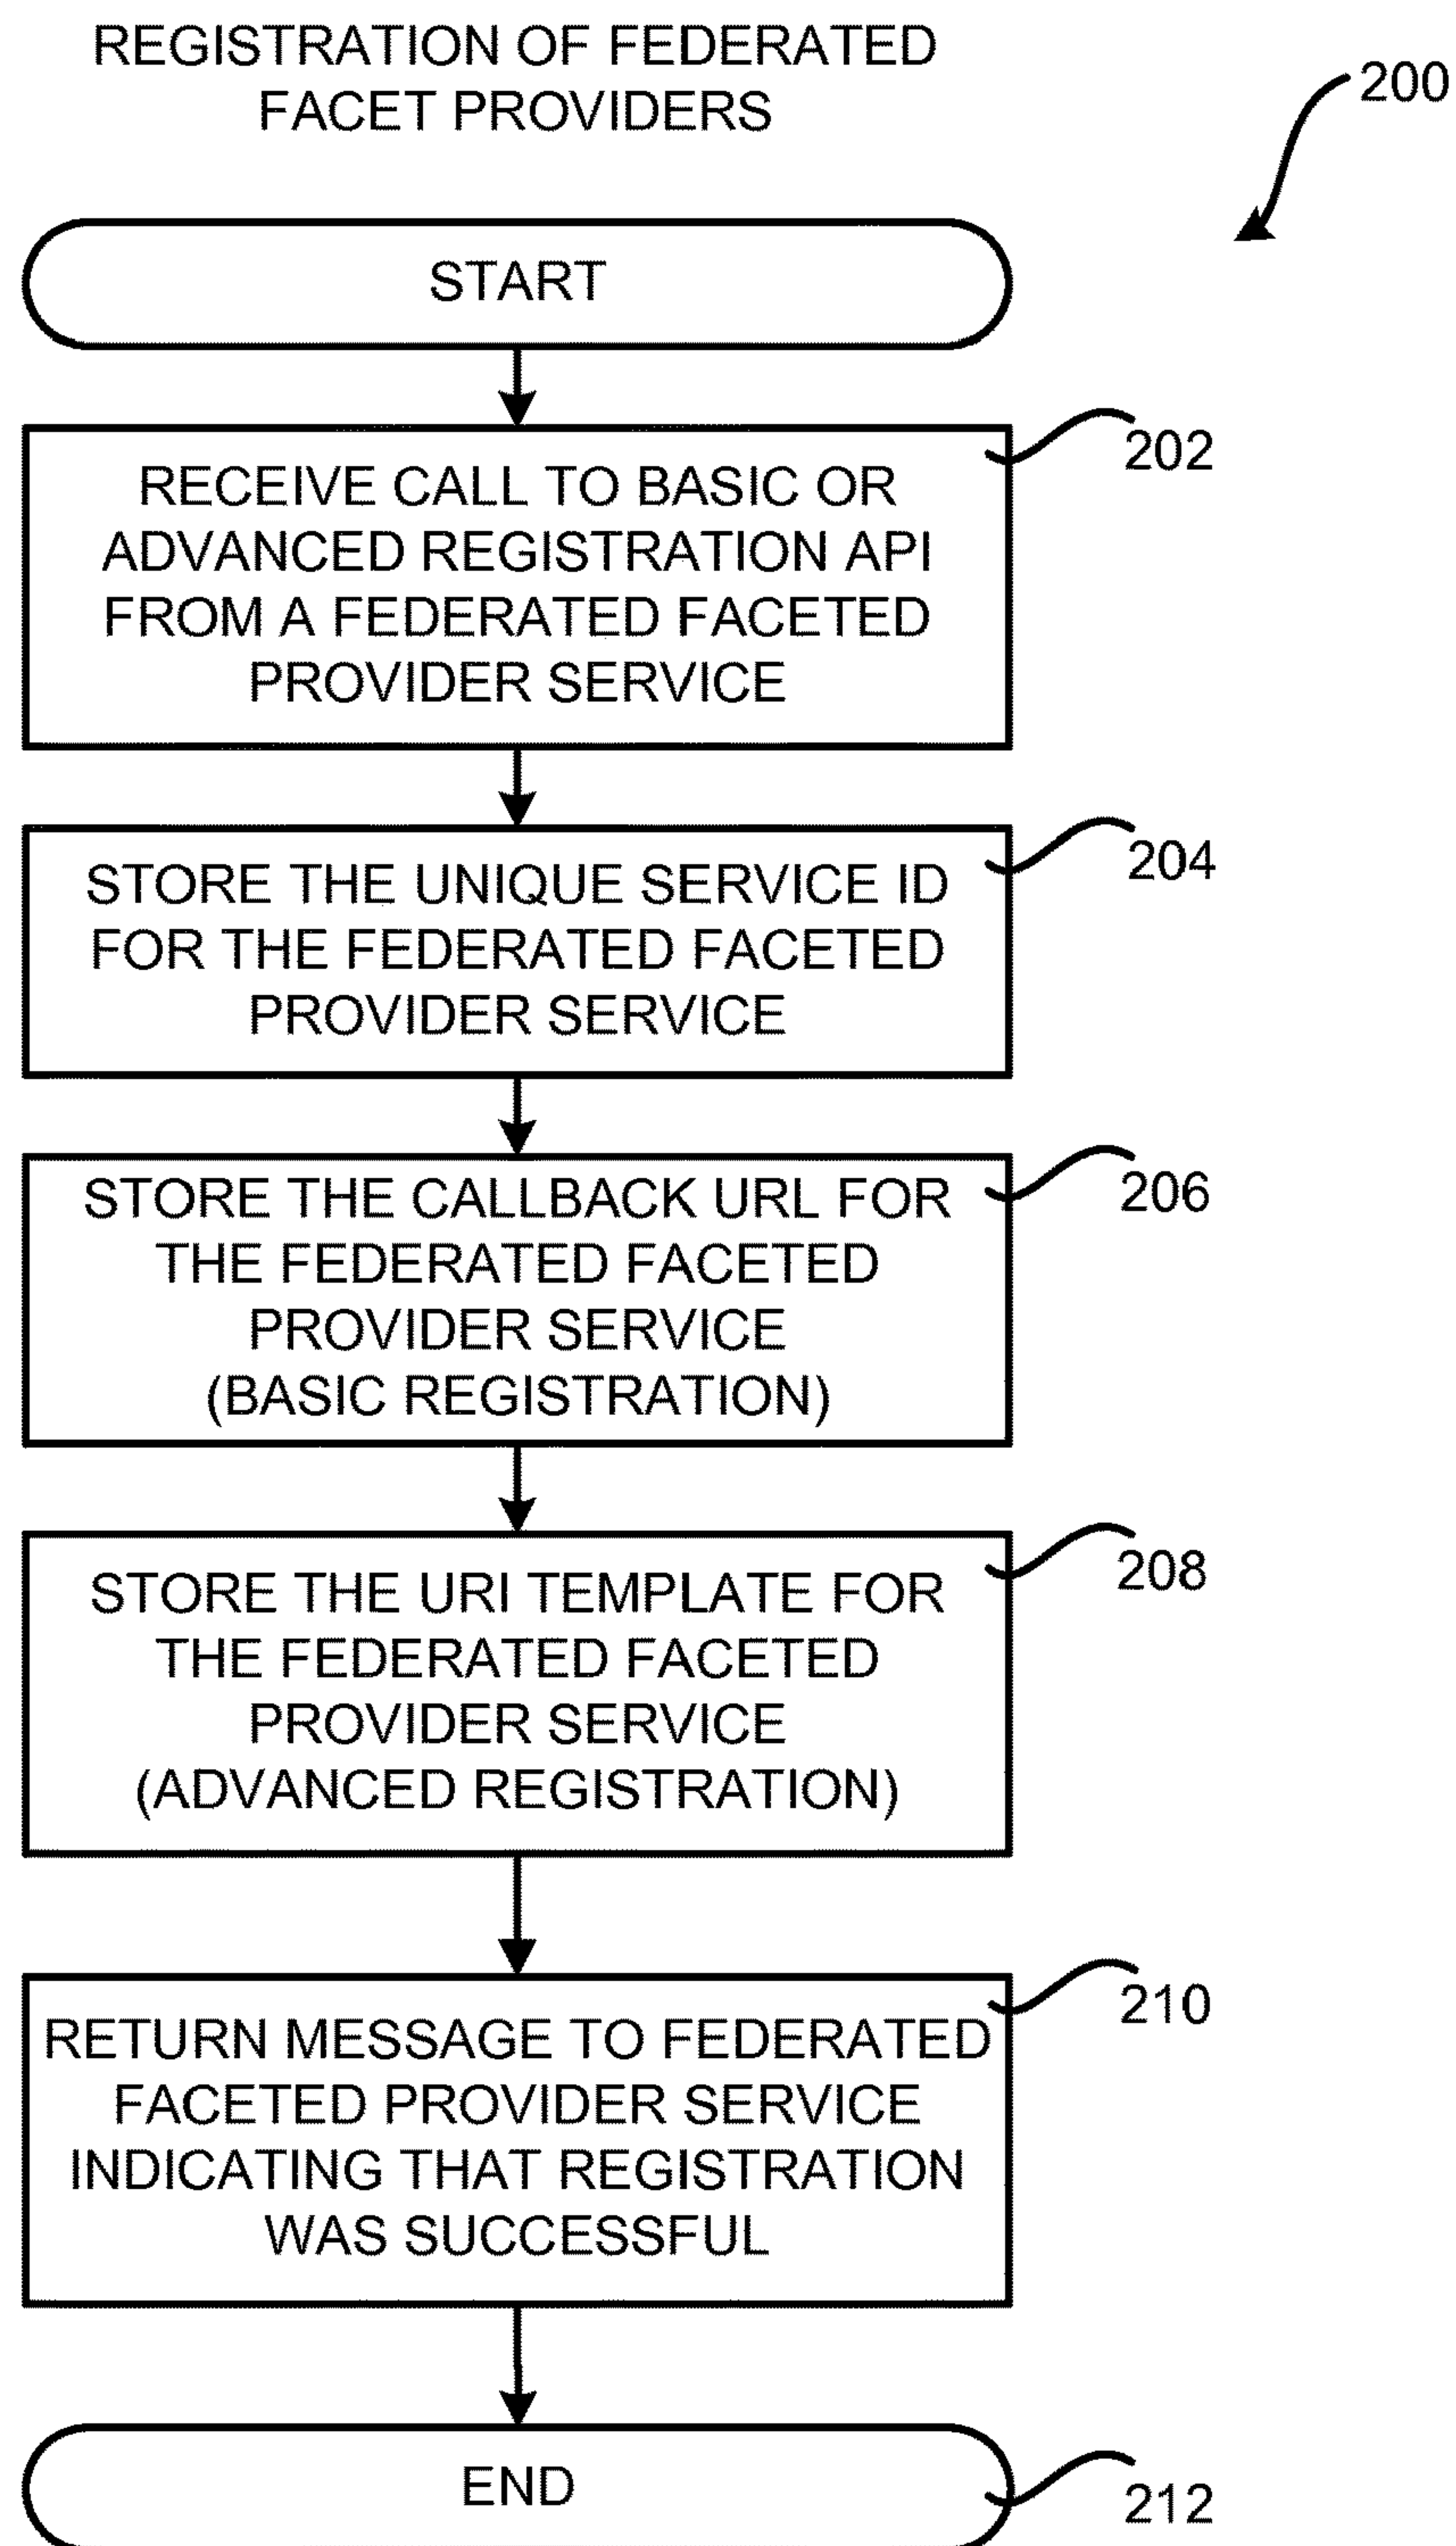 REGISTRATION OF FEDERATED
FACET PROVIDERS
200
START
202
RECEIVE CALL TO BASIC OR
ADVANCED REGISTRATION API
FROM A FEDERATED FACETED
PROVIDER SERVICE
204
STORE THE UNIQUE SERVICE ID
FOR THE FEDERATED FACETED
PROVIDER SERVICE
206
STORE THE CALLBACK URL FOR
THE FEDERATED FACETED
PROVIDER SERVICE
(BASIC REGISTRATION)
208
STORE THE URI TEMPLATE FOR
THE FEDERATED FACETED
PROVIDER SERVICE
(ADVANCED REGISTRATION)
210
RETURN MESSAGE TO FEDERATED
FACETED PROVIDER SERVICE
INDICATING THAT REGISTRATION
WAS SUCCESSFUL
END
212